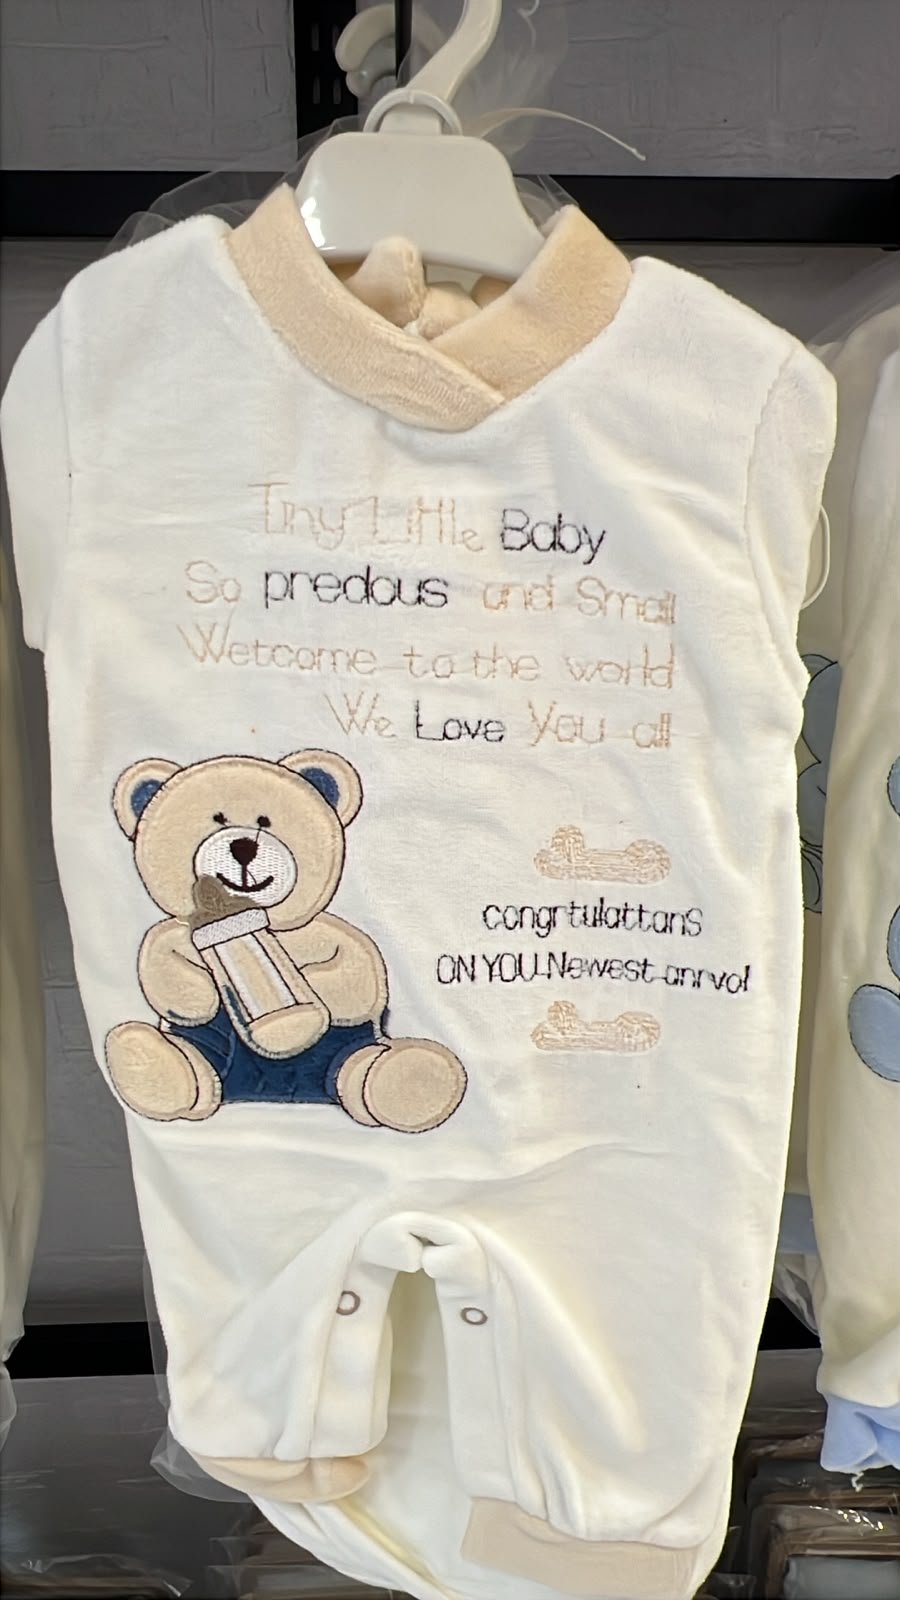 Tiny Little Baby
So predous and Small
Wetcome to the world
We Love You all
congrtulattanS
ON YOU Newest anrvol